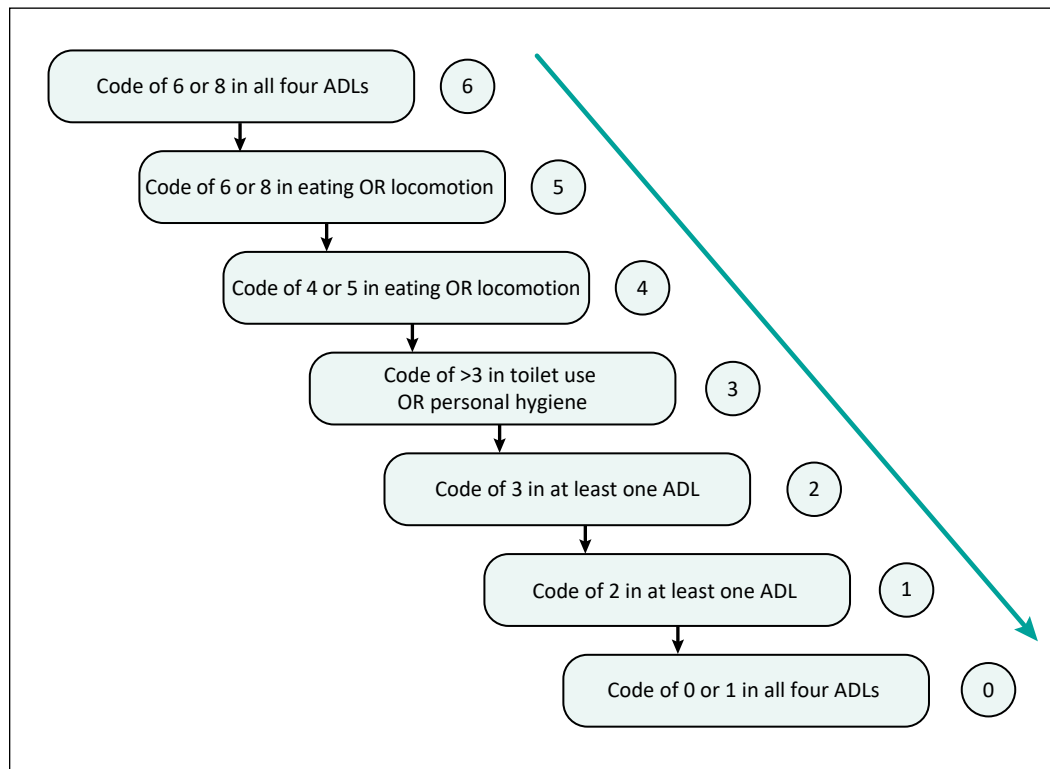 Code of 6 or 8 in all four ADLs
6
Code of 6 or 8 in eating OR locomotion
5
Code of 4 or 5 in eating OR locomotion
4
Code of >3 in toilet use
OR personal hygiene
3
Code of 3 in at least one ADL
2
Code of 2 in at least one ADL
1
Code of 0 or 1 in all four ADLs
0